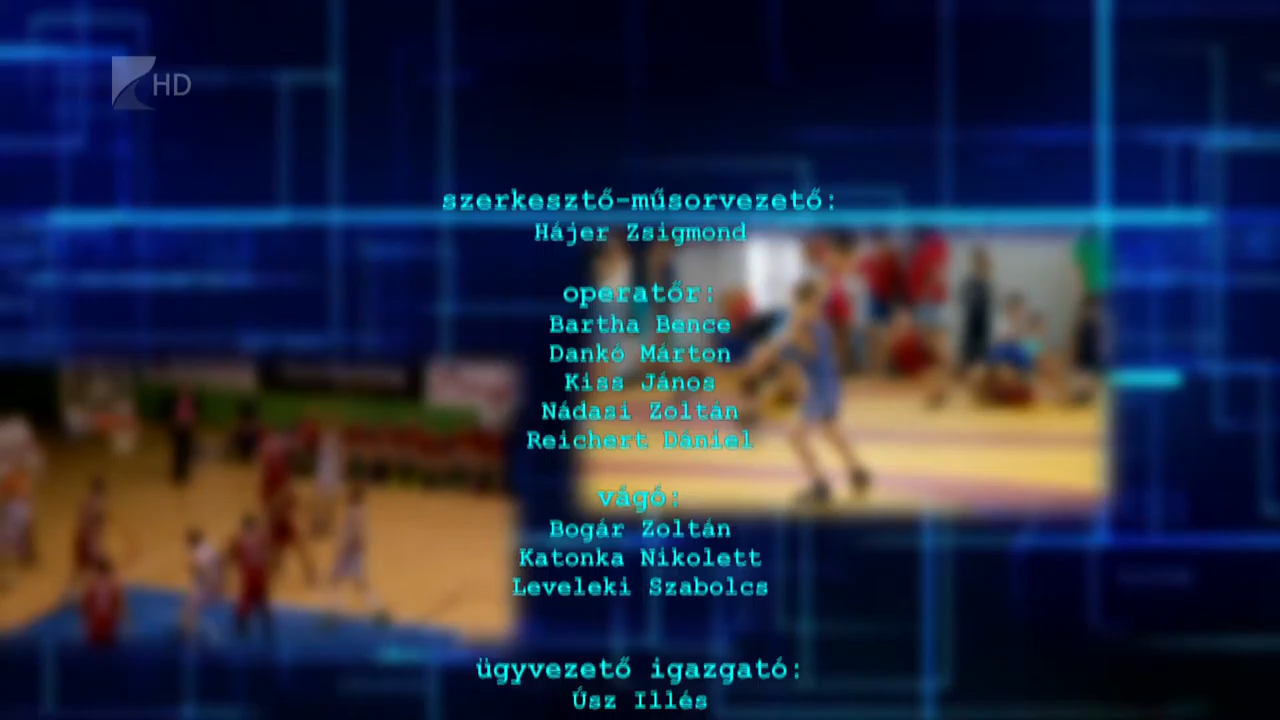 HD
szerkesztő-műsorvezető:
Hájer Zsigmond
operatőr:
Bartha Bence
Dankó Márton
Kiss János
Nádasi Zoltán
Reichert Dániel
vágó:
Bogár Zoltán
Katonka Nikolett
Leveleki Szabolcs
ügyvezető igazgató:
Úsz Illés